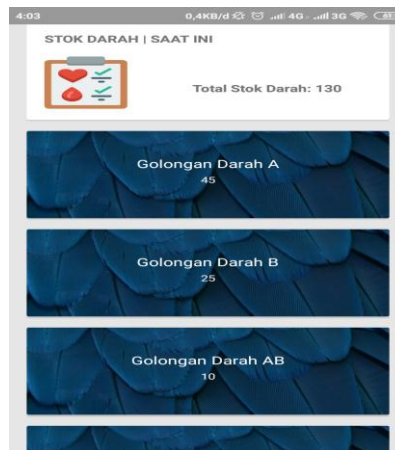 4:03
0,4KB/d 4G 3G
STOK DARAH | SAAT INI
Total Stok Darah: 130
Golongan Darah A
45
Golongan Darah B
25
Golongan Darah AB
10